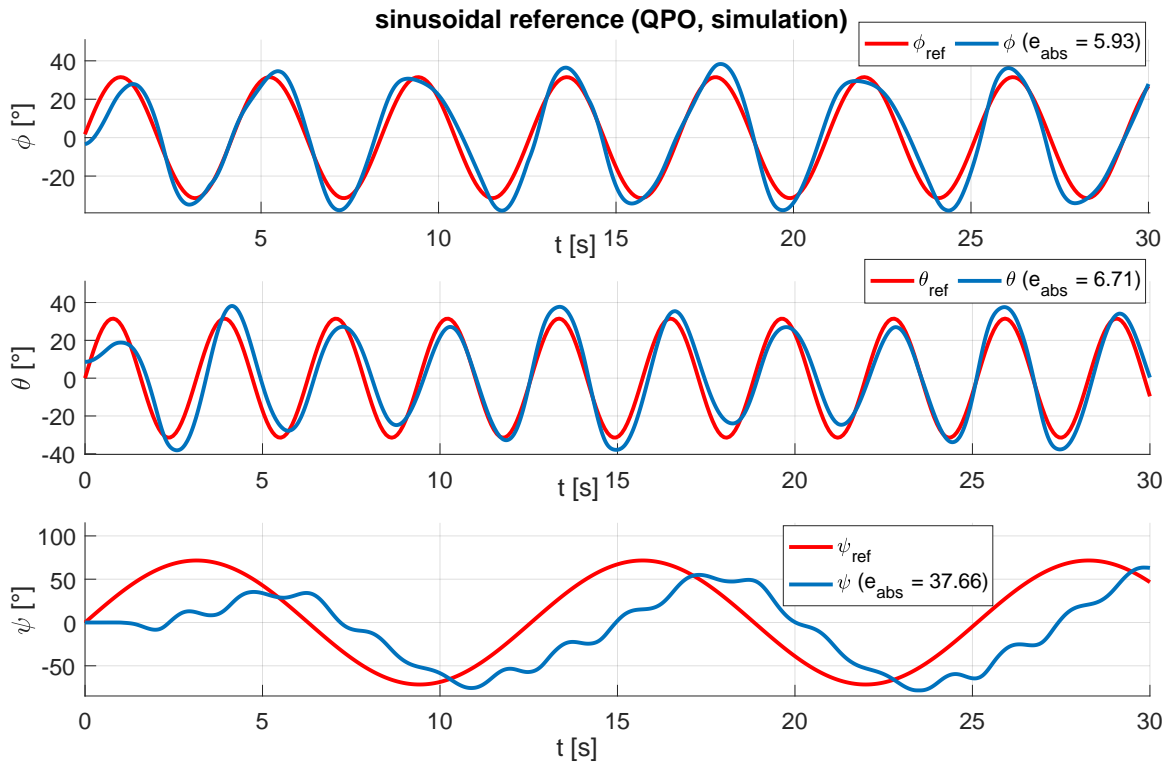 sinusoidal reference (QPO, simulation)
ϕref ϕ (eabs = 5.93)
40
20
0
-20
ϕ [°]
5 10 15 20 25 30
t [s]
θref θ (eabs = 6.71)
40
20
0
-20
-40
θ [°]
0 5 10 15 20 25 30
t [s]
ψref
ψ (eabs = 37.66)
100
50
0
-50
ψ [°]
0 5 10 15 20 25 30
t [s]